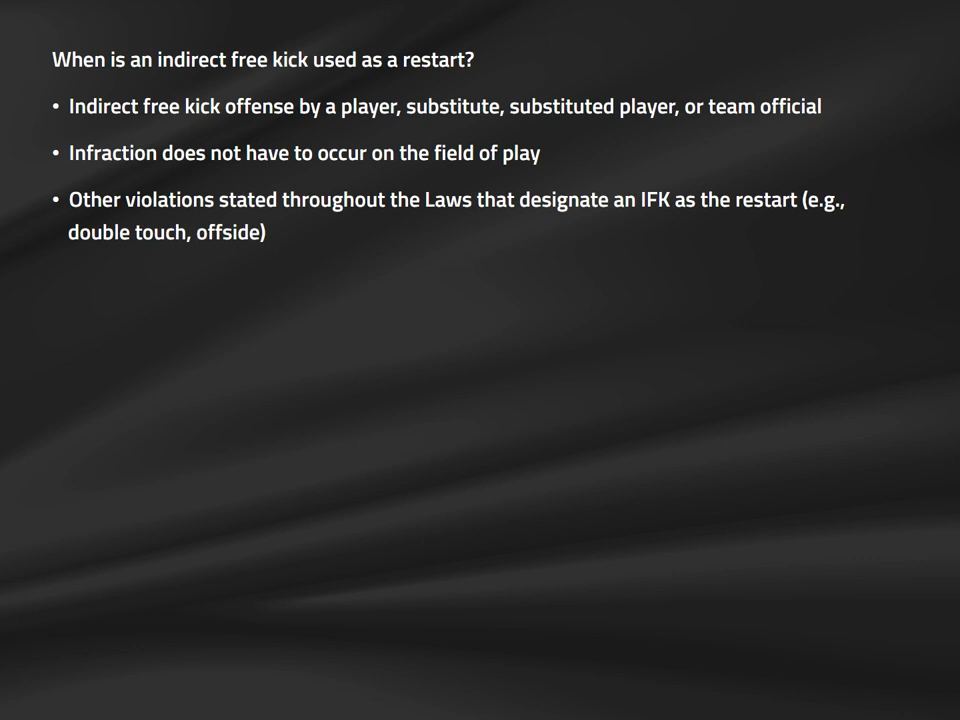 When is an indirect free kick used as a restart?
• Indirect free kick offense by a player, substitute, substituted player, or team official
• Infraction does not have to occur on the field of play
• Other violations stated throughout the Laws that designate an IFK as the restart (e.g.,
double touch, offside)